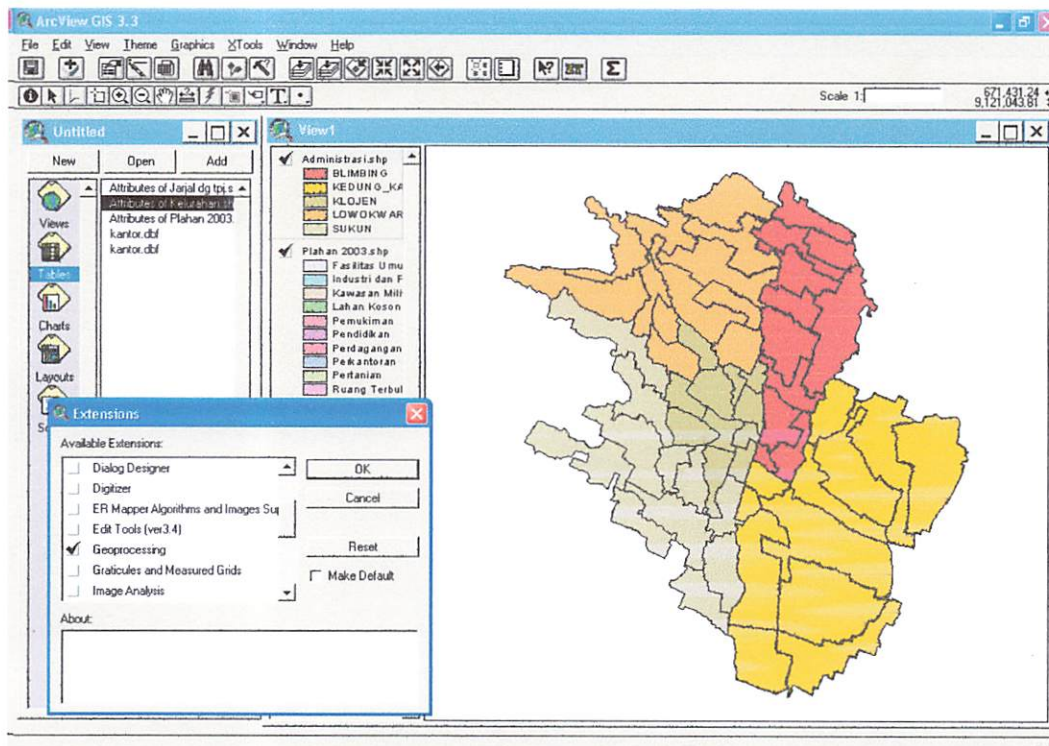 ArcView GIS 3.3
File Edit View Theme Graphics XTools Window Help
Scale 1:
671,431.24
9,121,043.81
Untitled
New Open Add
Views
Tables
Charts
Layouts
Attributes of Jarjal dg tpj.s
Attributes of Kelurahan.sh
Attributes of Plahan 2003.
kantor.dbf
kantor.dbf
View1
Administrasi.shp
BLIMBING
KEDUNG_KA
KLOJEN
LOWOKWAR
SUKUN
Plahan 2003.shp
Fasilitas Umu
Industri dan F
Kawasan Mili
Lahan Koson
Pemukiman
Pendidikan
Perdagangan
Perkantoran
Pertanian
Ruang Terbul
Extensions
Available Extensions:
Dialog Designer
Digitizer
ER Mapper Algorithms and Images Sup
Edit Tools (ver3.4)
Geoprocessing
Graticules and Measured Grids
Image Analysis
OK
Cancel
Reset
Make Default
About: